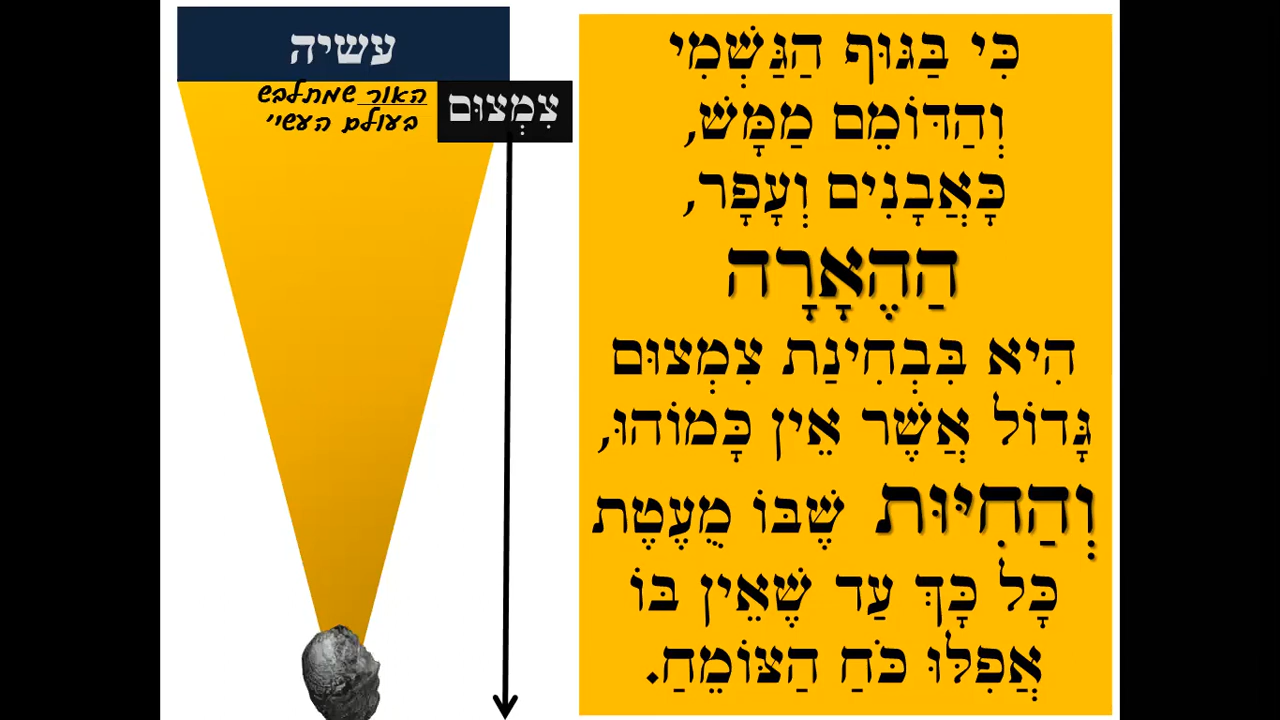 עשיה
האור שמתלבש
בעולם העשיי'
צִמְצוּם
כִּי בַּגּוּף הַגַּשְׁמִי
וְהַדּוֹמֵם מַמָּשׁ,
כָּאֲבָנִים וְעָפָר,
הַהֶאָרָה
הִיא בִּבְחִינַת צִמְצוּם
גָּדוֹל אֲשֶׁר אֵין כָּמוֹהוּ,
וְהַחִיּוּת שֶׁבּוֹ מֻעֶטֶת
כָּל כָּךְ עַד שֶׁאֵין בּוֹ
אֲפִלּוּ כֹּחַ הַצּוֹמֵחַ.